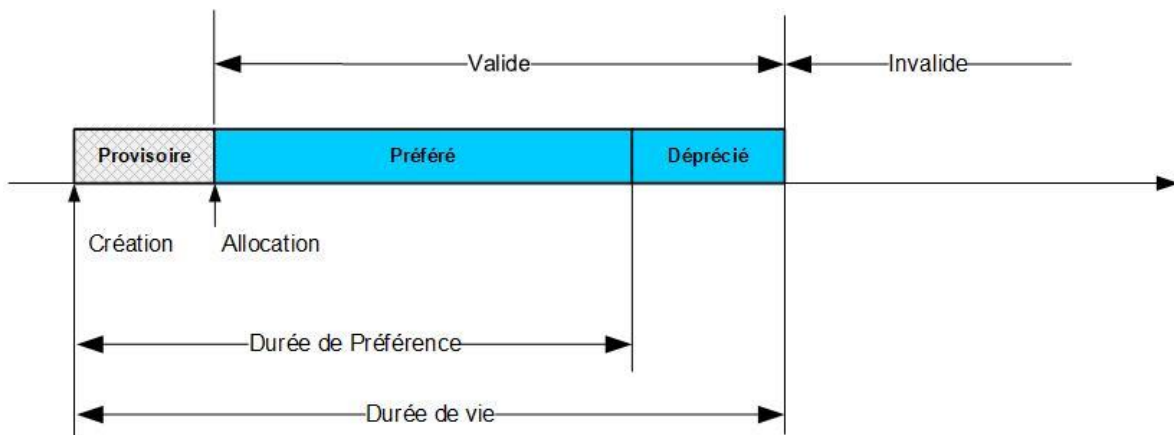 Valide
Invalide
Provisoire
Préféré
Déprécié
Création
Allocation
Durée de Préférence
Durée de vie